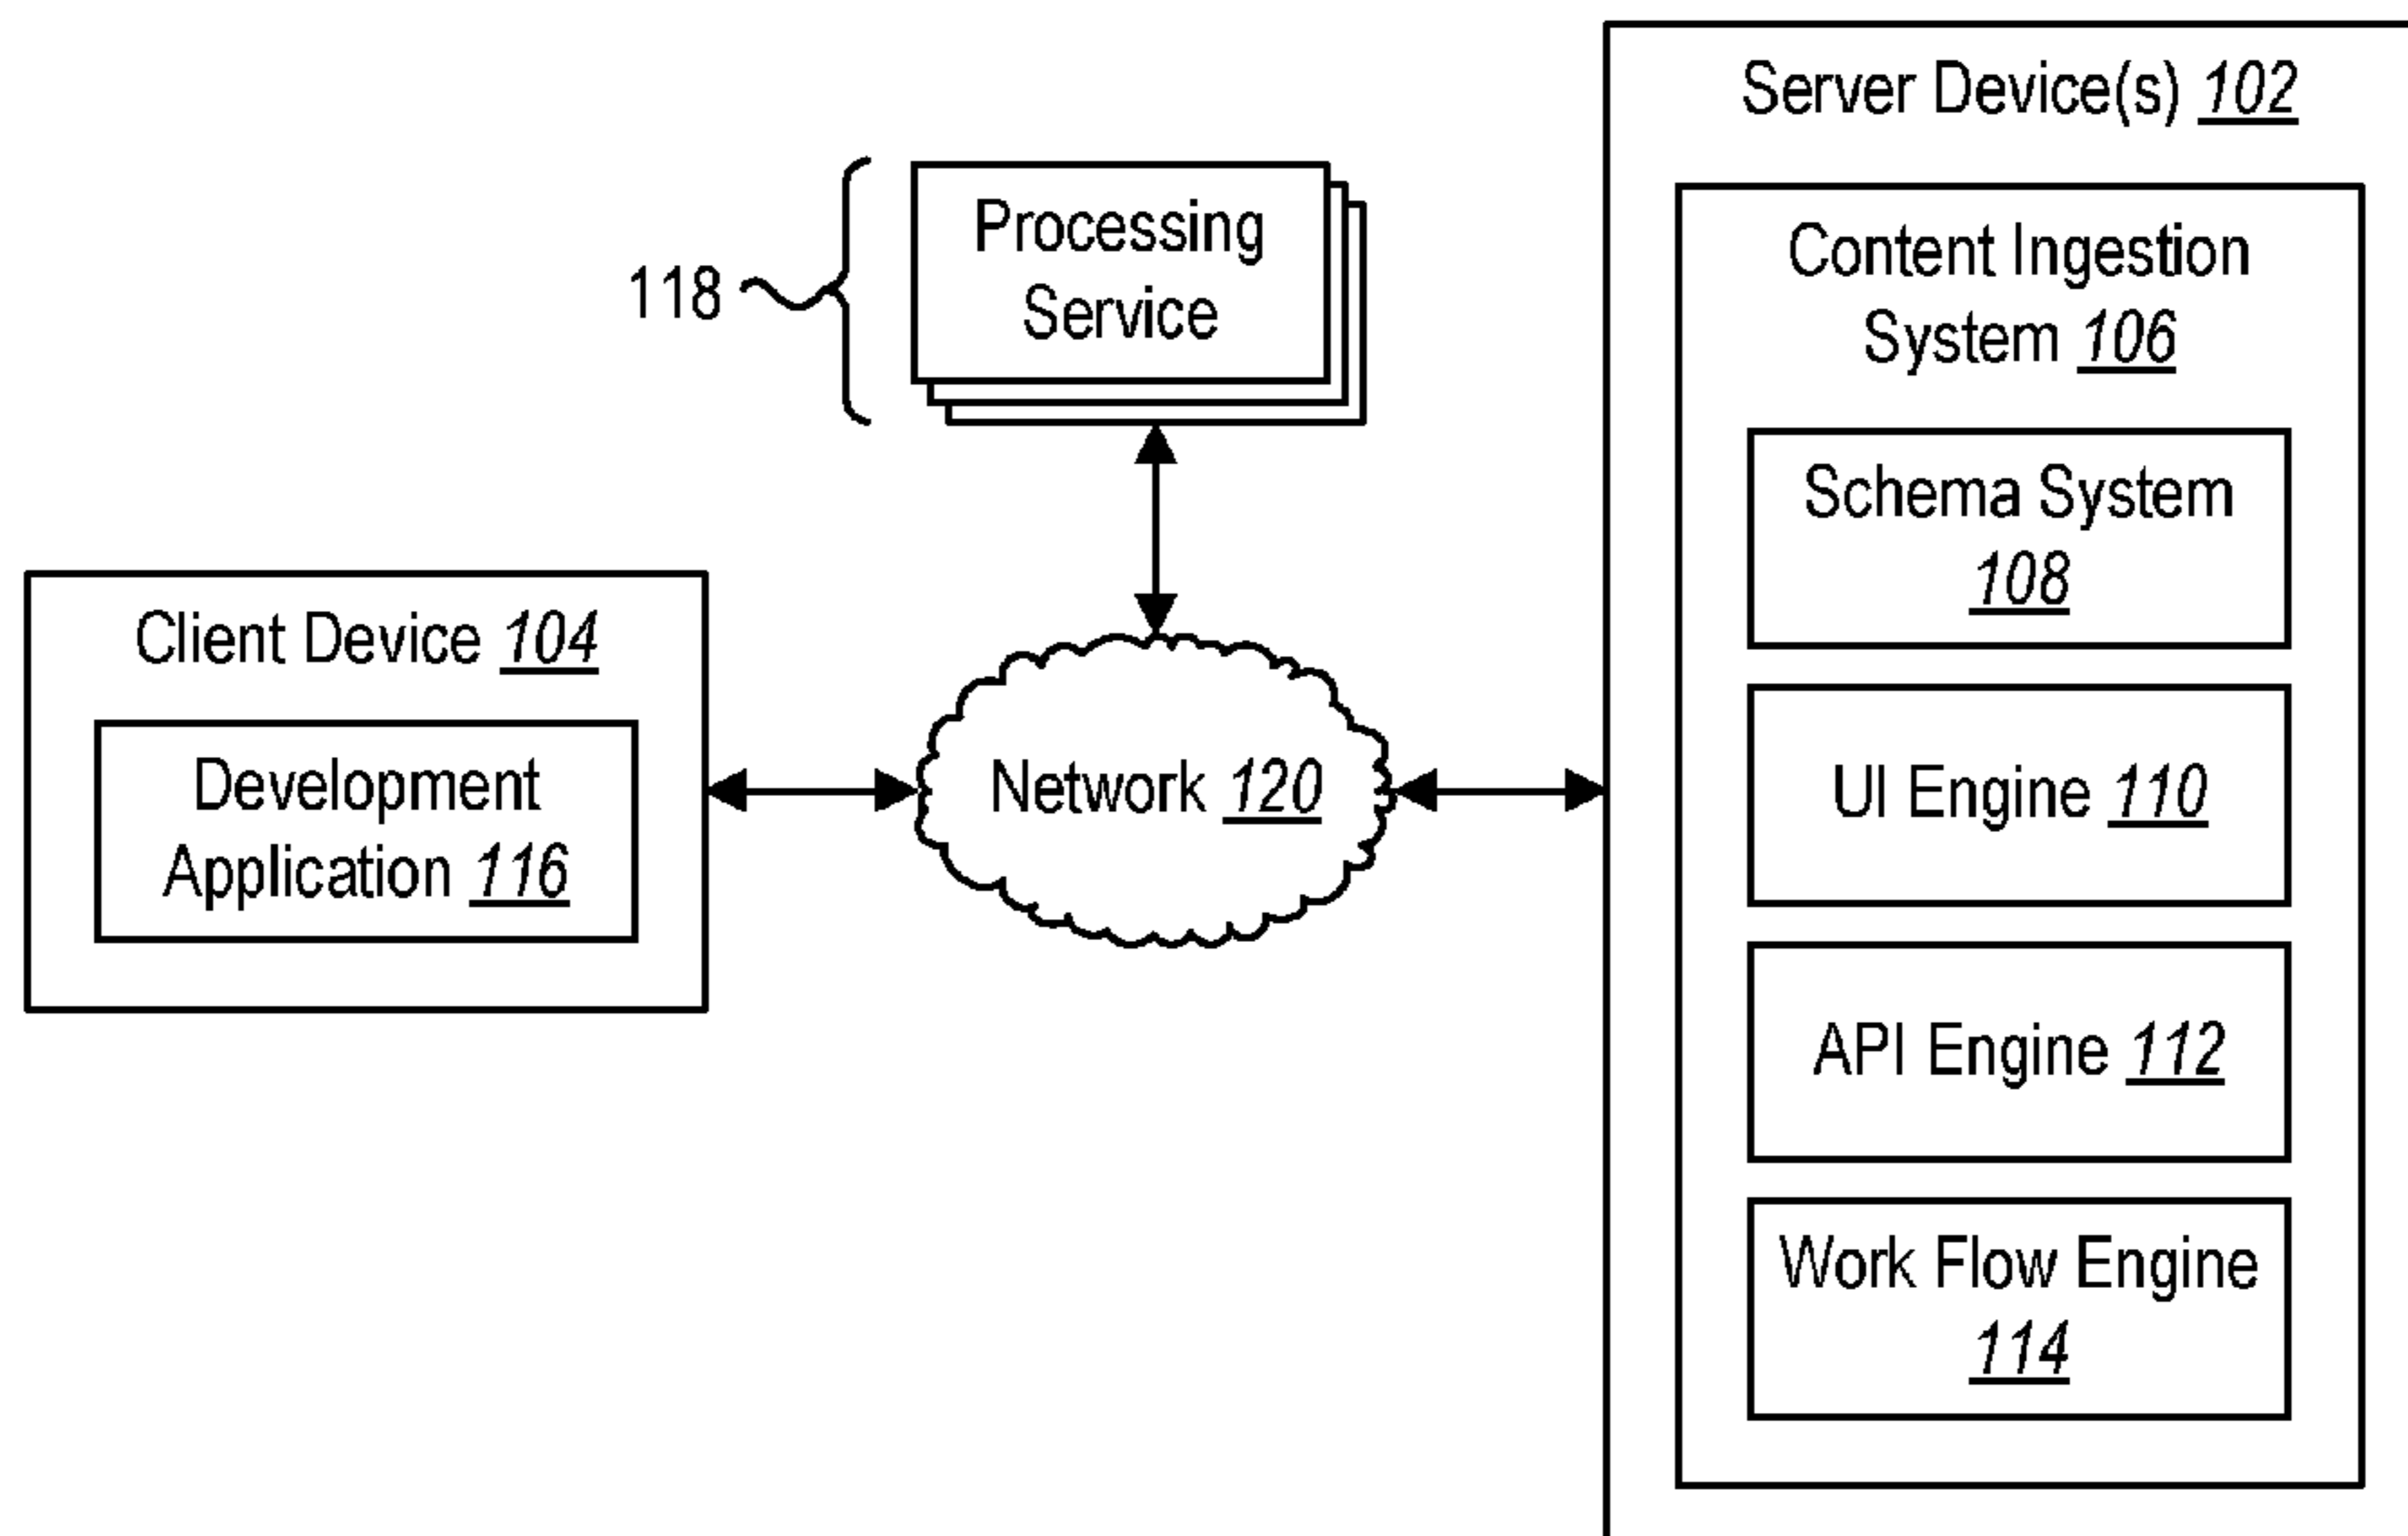 Server Device(s) 102
Content Ingestion
System 106
Schema System
108
UI Engine 110
API Engine 112
Work Flow Engine
114
Processing
Service
118
Client Device 104
Development
Application 116
Network 120